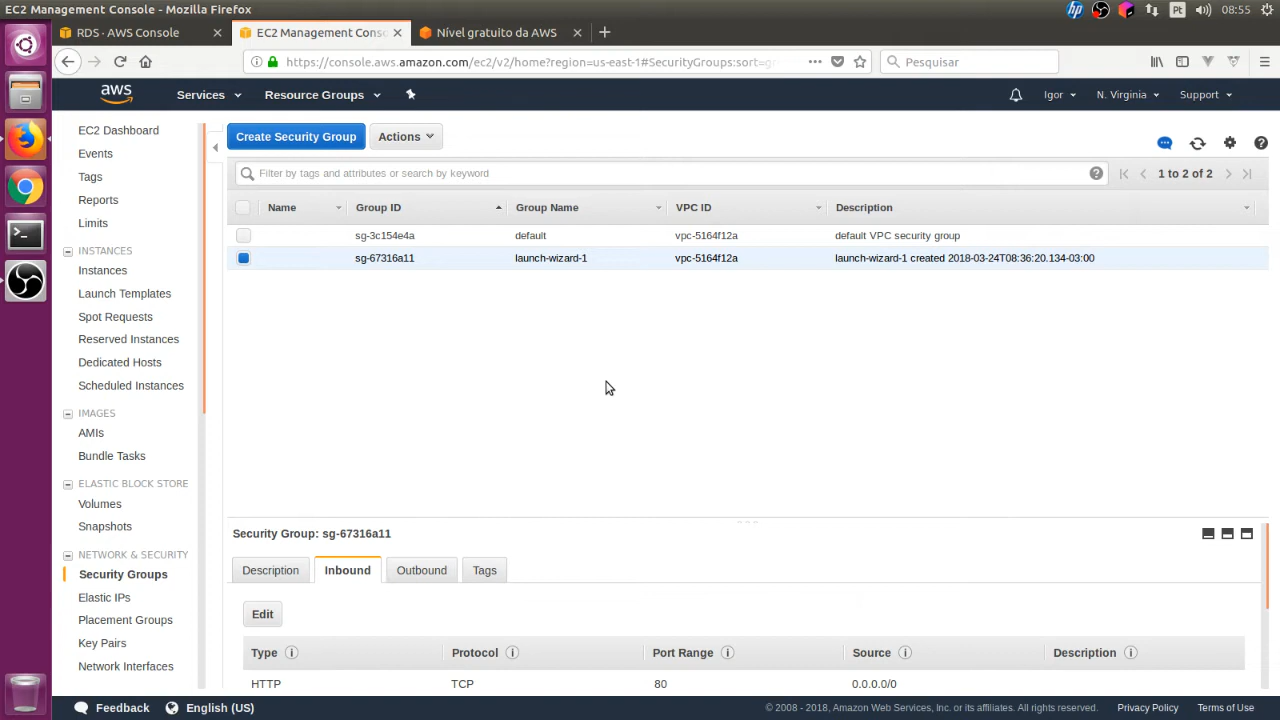 EC2 Management Console - Mozilla Firefox
Pt
08:55
RDS · AWS Console
EC2 Management Conso
Nível gratuito da AWS
https://console.aws.amazon.com/ec2/v2/home?region=us-east-1#SecurityGroups:sort=gr
Pesquisar
aws
Services
Resource Groups
Igor
N. Virginia
Support
EC2 Dashboard
Events
Tags
Reports
Limits
INSTANCES
Instances
Launch Templates
Spot Requests
Reserved Instances
Dedicated Hosts
Scheduled Instances
IMAGES
AMIs
Bundle Tasks
ELASTIC BLOCK STORE
Volumes
Snapshots
NETWORK & SECURITY
Security Groups
Elastic IPs
Placement Groups
Key Pairs
Network Interfaces
Create Security Group
Actions
Filter by tags and attributes or search by keyword
1 to 2 of 2
Name Group ID Group Name VPC ID Description
sg-3c154e4a default vpc-5164f12a default VPC security group
sg-67316a11 launch-wizard-1 vpc-5164f12a launch-wizard-1 created 2018-03-24T08:36:20.134-03:00
Security Group: sg-67316a11
Description Inbound Outbound Tags
Edit
Type Protocol Port Range Source Description
HTTP TCP 80 0.0.0.0/0
Feedback
English (US)
© 2008 - 2018, Amazon Web Services, Inc. or its affiliates. All rights reserved.
Privacy Policy
Terms of Use